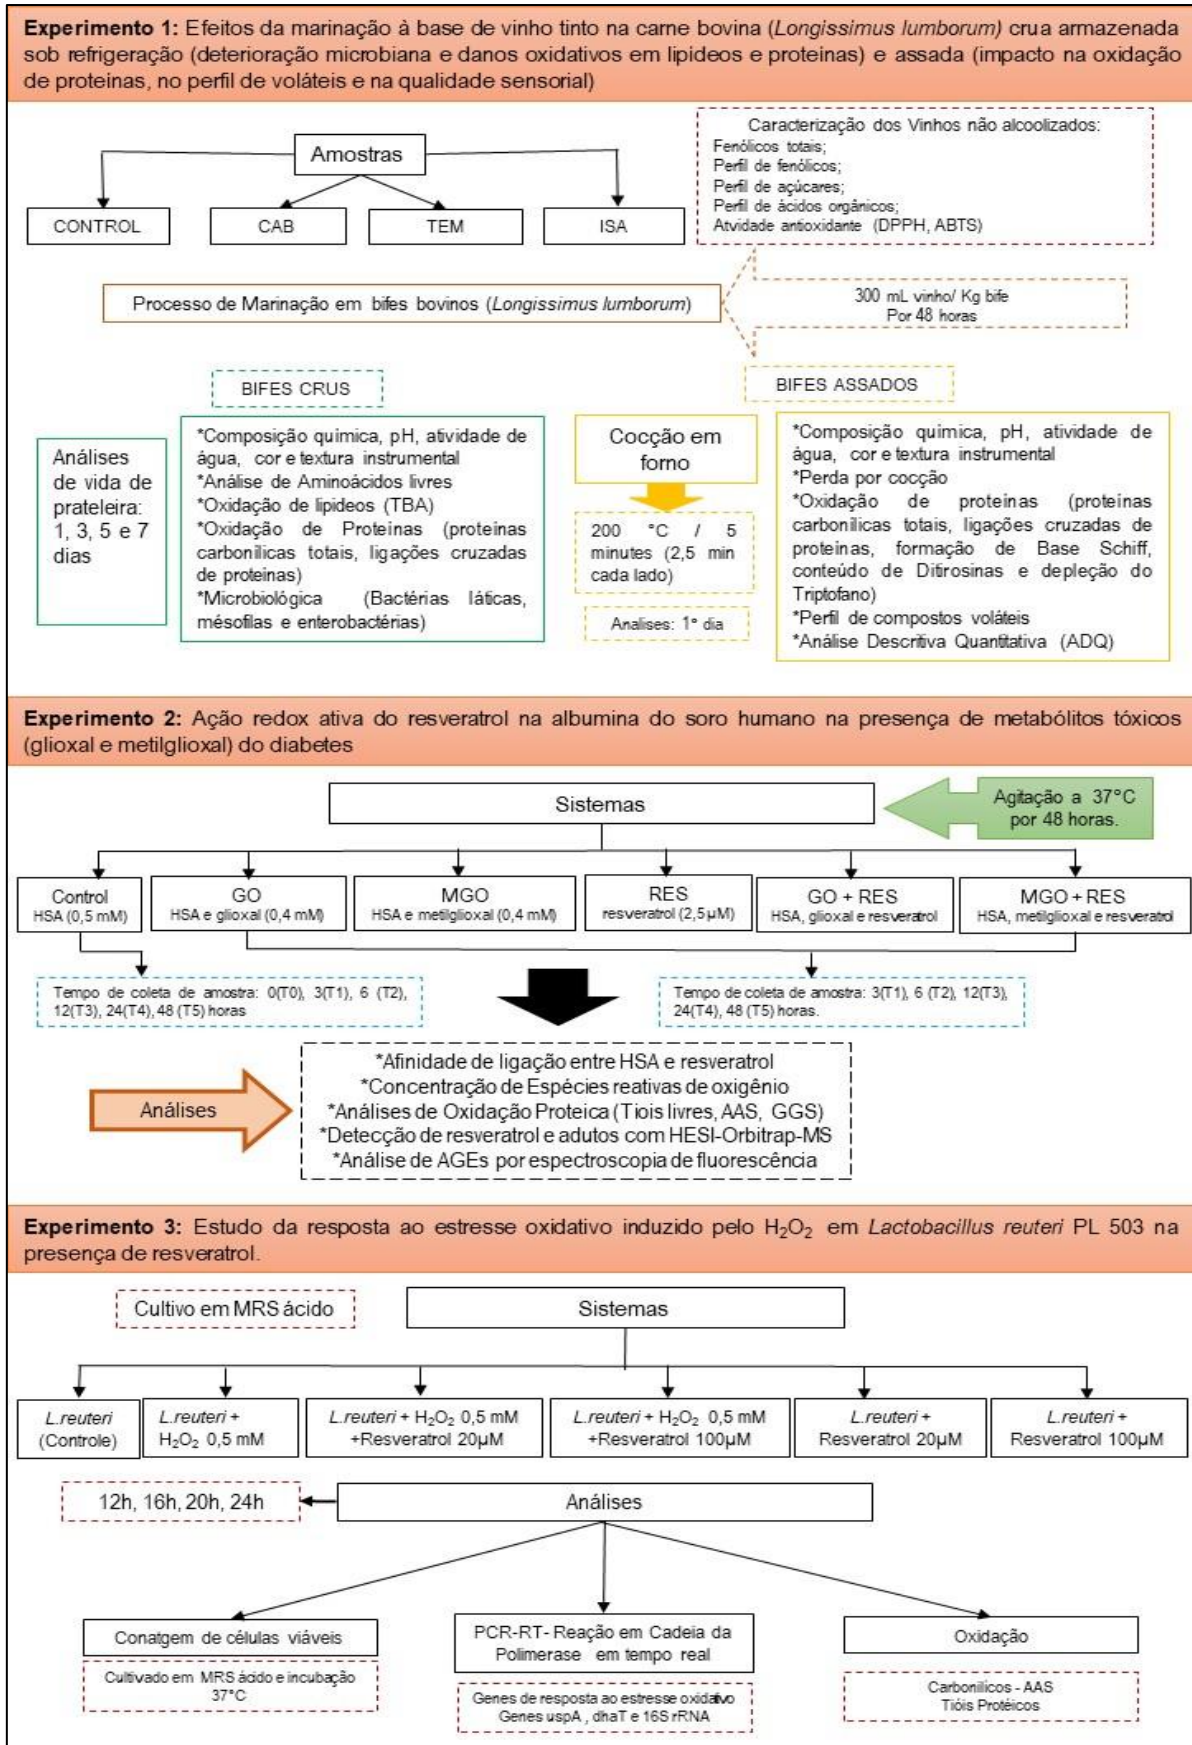 Experimento 1: Efeitos da marinação à base de vinho tinto na carne bovina (Longissimus lumborum) crua armazenada
sob refrigeração (deterioração microbiana e danos oxidativos em lipideos e proteinas) e assada (impacto na oxidação
de proteinas, no perfil de voláteis e na qualidade sensorial)
Amostras
CONTROL
CAB
TEM
ISA
Caracterização dos Vinhos não alcoolizados:
Fenólicos totais;
Perfil de fenólicos;
Perfil de açúcares;
Perfil de ácidos orgânicos;
Atvidade antioxidante (DPPH, ABTS)
Processo de Marinação em bifes bovinos (Longissimus lumborum)
300 mL vinho/ Kg bife
Por 48 horas
BIFES CRUS
Análises
de vida de
prateleira:
1, 3, 5 e 7
dias
*Composição química, pH, atividade de
água, cor e textura instrumental
*Análise de Aminoácidos livres
*Oxidação de lipideos (TBA)
*Oxidação de Proteinas (proteinas
carbonilicas totais, ligações cruzadas
de proteinas)
*Microbiológica (Bactérias láticas,
mésofilas e enterobactérias)
BIFES ASSADOS
Cocção em
forno
200 °C / 5
minutes (2,5 min
cada lado)
Analises: 1° dia
*Composição quimica, pH, atividade de
água, cor e textura instrumental
*Perda por cocção
*Oxidação de proteinas (proteinas
carbonilicas totais, ligações cruzadas de
proteinas, formação de Base Schiff,
conteúdo de Ditirosinas e depleção do
Triptofano)
*Perfil de compostos voláteis
*Análise Descritiva Quantitativa (ADQ)
Experimento 2: Ação redox ativa do resveratrol na albumina do soro humano na presença de metabólitos tóxicos
(glioxal e metilglioxal) do diabetes
Sistemas
Agitação a 37°C
por 48 horas.
Control
HSA (0,5 mM)
GO
HSA e glioxal (0,4 mM)
MGO
HSA e metilglioxal (0,4 mM)
RES
resveratrol (2,5µM)
GO + RES
HSA, glioxal e resveratrol
MGO + RES
HSA, metilglioxal e resveratrol
Tempo de coleta de amostra: 0(T0), 3(T1), 6 (T2),
12(T3), 24(T4), 48 (T5) horas
Tempo de coleta de amostra: 3(T1), 6 (T2), 12(T3),
24(T4), 48 (T5) horas.
Análises
*Afinidade de ligação entre HSA e resveratrol
*Concentração de Espécies reativas de oxigênio
*Análises de Oxidação Proteica (Tiois livres, AAS, GGS)
*Detecção de resveratrol e adutos com HESI-Orbitrap-MS
*Análise de AGEs por espectroscopia de fluorescência
Experimento 3: Estudo da resposta ao estresse oxidativo induzido pelo H₂O₂ em Lactobacillus reuteri PL 503 na
presença de resveratrol.
Cultivo em MRS ácido
Sistemas
L.reuteri
(Controle)
L.reuteri +
H₂O₂ 0,5 mM
L.reuteri + H₂O₂ 0,5 mM
+Resveratrol 20µM
L.reuteri + H₂O₂ 0,5 mM
+Resveratrol 100µM
L.reuteri +
Resveratrol 20µM
L.reuteri +
Resveratrol 100µM
12h, 16h, 20h, 24h
Análises
Conatgem de células viáveis
Cultivado em MRS ácido e incubação
37°C
PCR-RT- Reação em Cadeia da
Polimerase em tempo real
Genes de resposta ao estresse oxidativo
Genes uspA , dhaT e 16S rRNA
Oxidação
Carbonilicos - AAS
Tióis Protéicos